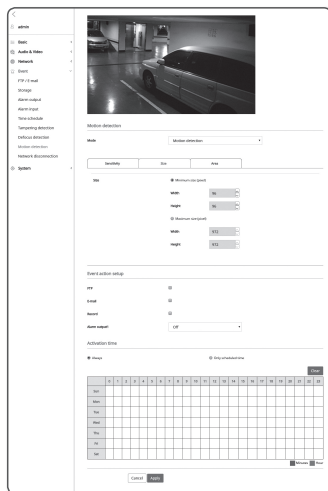 admin
Basic
Audio & Video
Network
Event
FTP / E-mail
Storage
Alarm output
Alarm input
Time schedule
Tampering detection
Defocus detection
Motion detection
Network disconnection
System
Motion detection
Mode
Motion detection
Sensitivity
Size
Area
Size
Minimum size (pixel)
Width
96
Height
96
Maximum size (pixel)
Width
Height
Event action setup
FTP
E-mail
Record
Alarm output1
Off
Activation time
Always
Only scheduled time
Clear
0 1 2 3 4 5 6 7 8 9 10 11 12 13 14 15 16 17 18 19 20 21 22 23
Sun
Mon
Tue
Wed
Thu
Fri
Sat
Minutes
Hour
Cancel
Apply